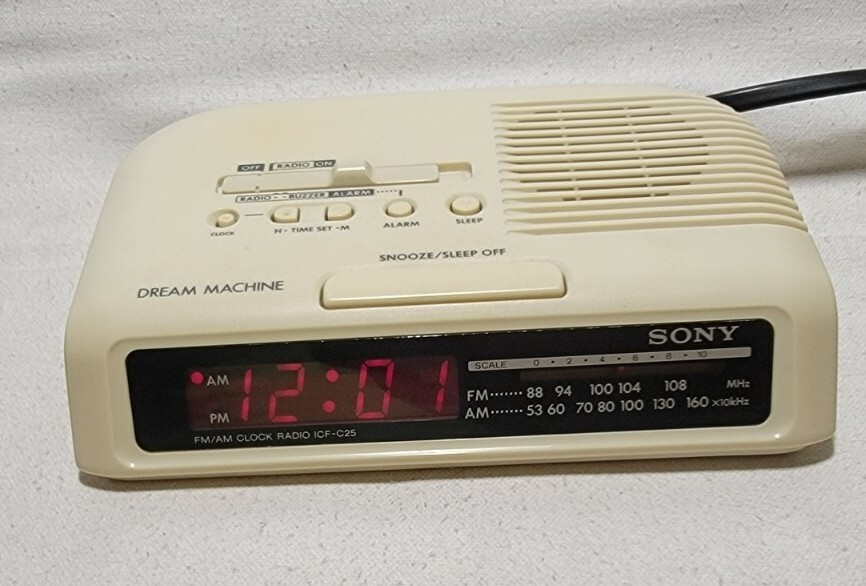 OFF RADIO ON
RADIO - - BUZZER ALARM
CLOCK H - TIME SET - M ALARM SLEEP
SNOOZE/SLEEP OFF
DREAM MACHINE
SONY
SCALE 0 • 2 • 4 • 6 • 8 • 10
AM 12:01
PM
FM 88 94 100 104 108 MHz
AM 53 60 70 80 100 130 160 ×10kHz
FM/AM CLOCK RADIO ICF-C25